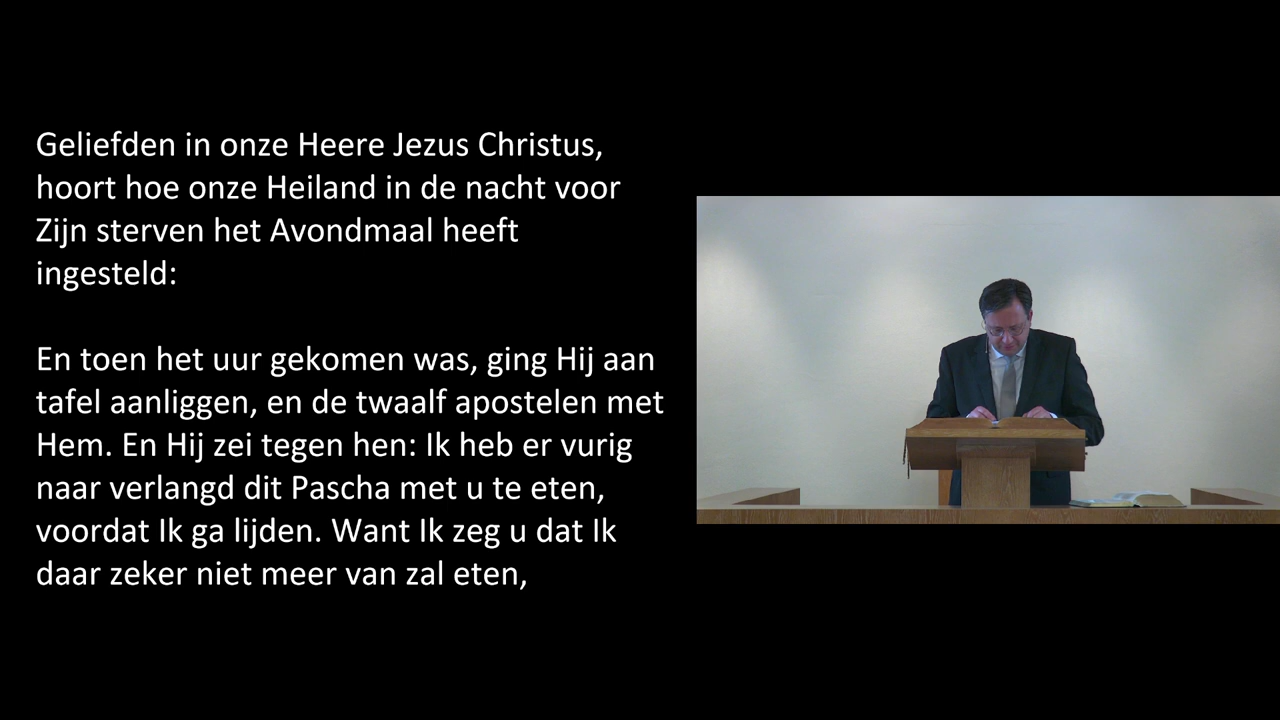 Geliefden in onze Heere Jezus Christus,
hoort hoe onze Heiland in de nacht voor
Zijn sterven het Avondmaal heeft
ingesteld:
En toen het uur gekomen was, ging Hij aan
tafel aanliggen, en de twaalf apostelen met
Hem. En Hij zei tegen hen: Ik heb er vurig
naar verlangd dit Pascha met u te eten,
voordat Ik ga lijden. Want Ik zeg u dat Ik
daar zeker niet meer van zal eten,